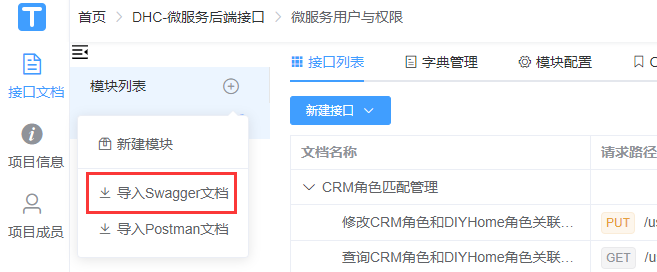 T
首页 > DHC-微服务后端接口 > 微服务用户与权限
接口文档
项目信息
项目成员
模块列表
新建模块
导入Swagger文档
导入Postman文档
接口列表 字典管理 模块配置
新建接口
文档名称 请求路径
CRM角色匹配管理
修改CRM角色和DIYHome角色关联... PUT /us
查询CRM角色和DIYHome角色关联... GET /u